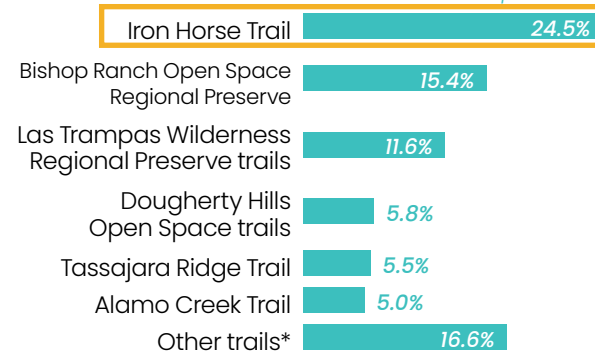 Iron Horse Trail 24.5%
Bishop Ranch Open Space
Regional Preserve
15.4%
Las Trampas Wilderness
Regional Preserve trails
11.6%
Dougherty Hills
Open Space trails
5.8%
Tassajara Ridge Trail 5.5%
Alamo Creek Trail 5.0%
Other trails* 16.6%